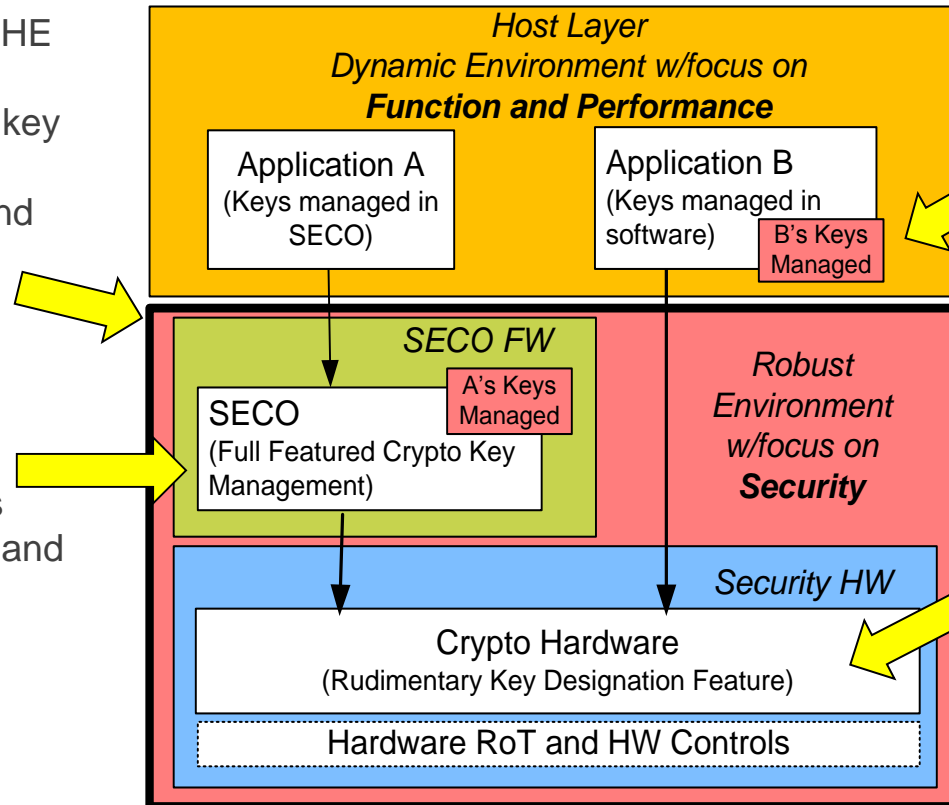 HE
key
nd
s
and
Host Layer
Dynamic Environment w/focus on
Function and Performance
Application A
(Keys managed in
SECO)
Application B
(Keys managed in
software)
B's Keys
Managed
SECO FW
A's Keys
Managed
SECO
(Full Featured Crypto Key
Management)
Robust
Environment
w/focus on
Security
Security HW
Crypto Hardware
(Rudimentary Key Designation Feature)
Hardware RoT and HW Controls